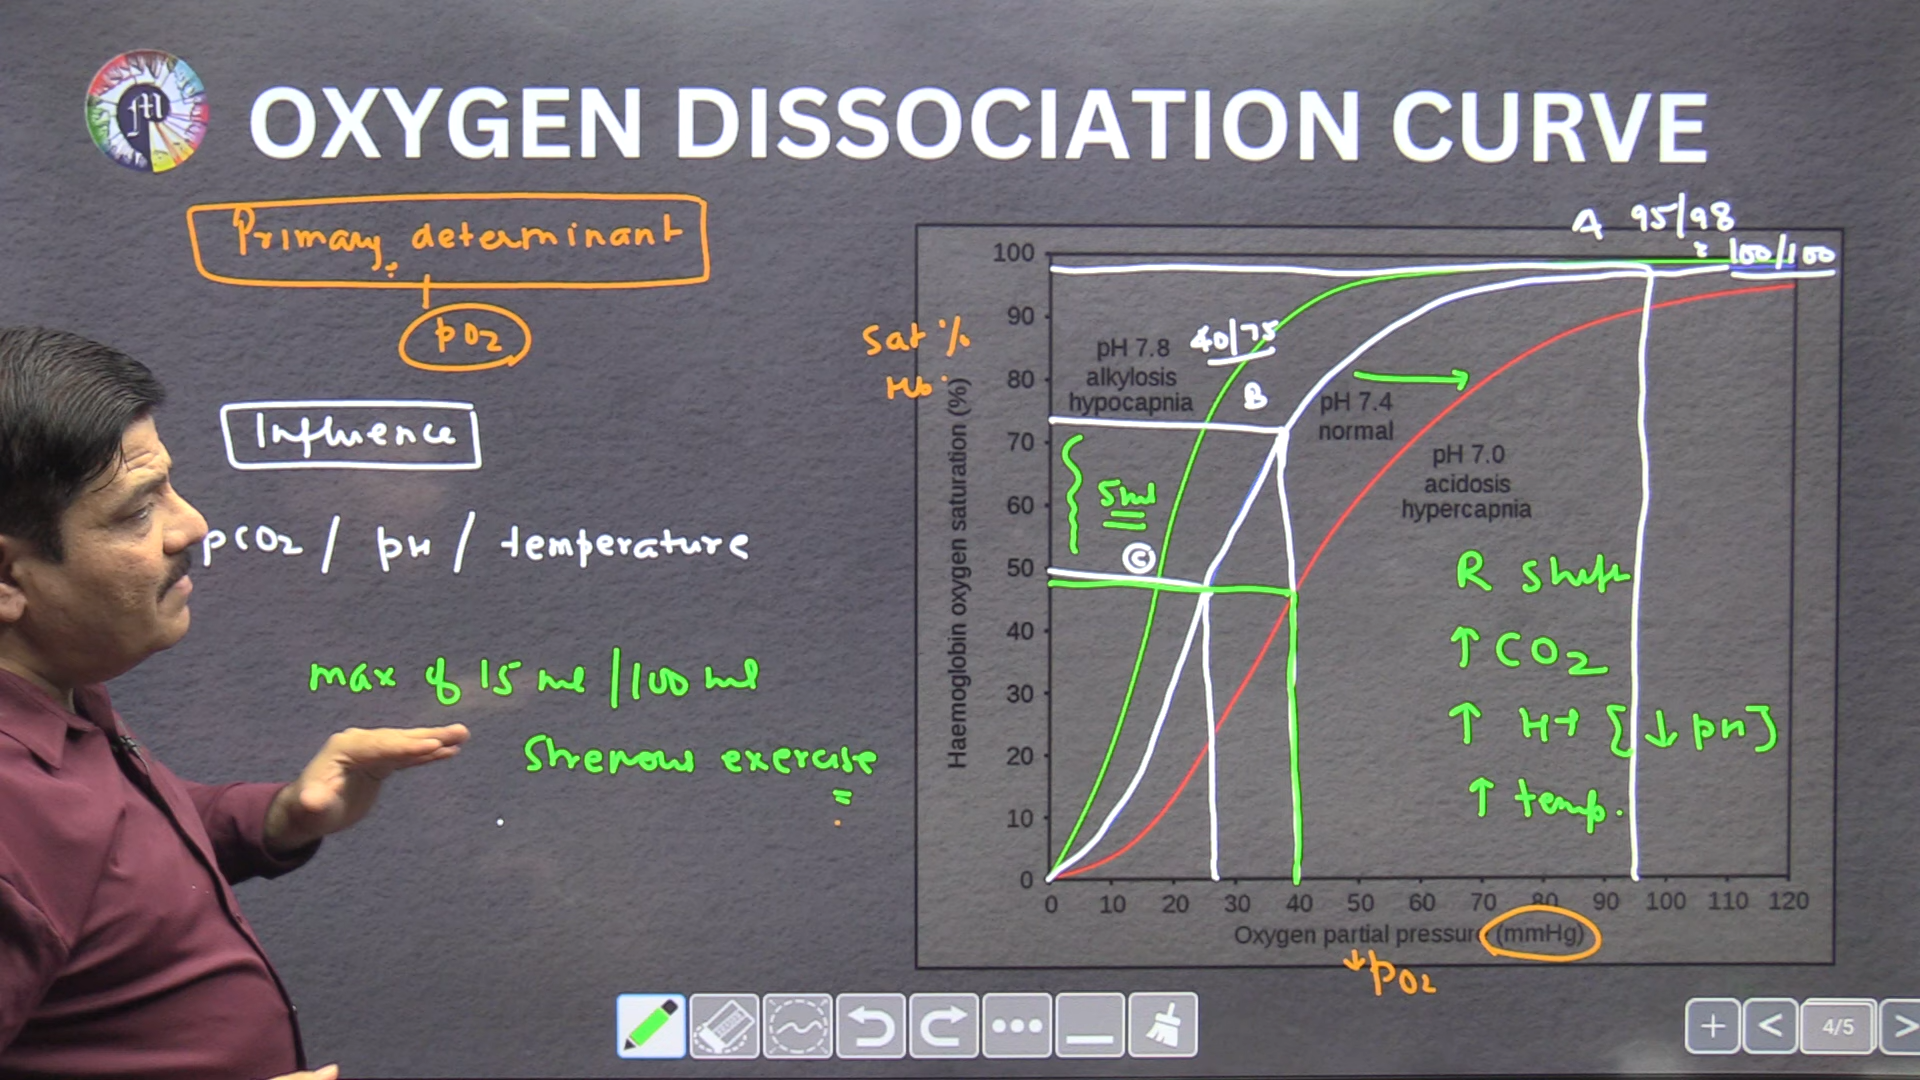 OXYGEN DISSOCIATION CURVE
Primary determinant
pO2
Influence
pCO2 / pH / temperature
max of 15 ml / 100 ml
Strenous exercise
A 95/98
100/100
Sat %
Hb
100
90
80
70
60
50
40
30
20
10
0
Haemoglobin oxygen saturation (%)
pH 7.8
alkylosis
hypocapnia
40/75
B
pH 7.4
normal
pH 7.0
acidosis
hypercapnia
5ml
C
R shift
↑ CO2
↑ H+ [↓ pH]
↑ temp.
0 10 20 30 40 50 60 70 80 90 100 110 120
Oxygen partial pressure (mmHg)
↓pO2
+ < 4/5 >